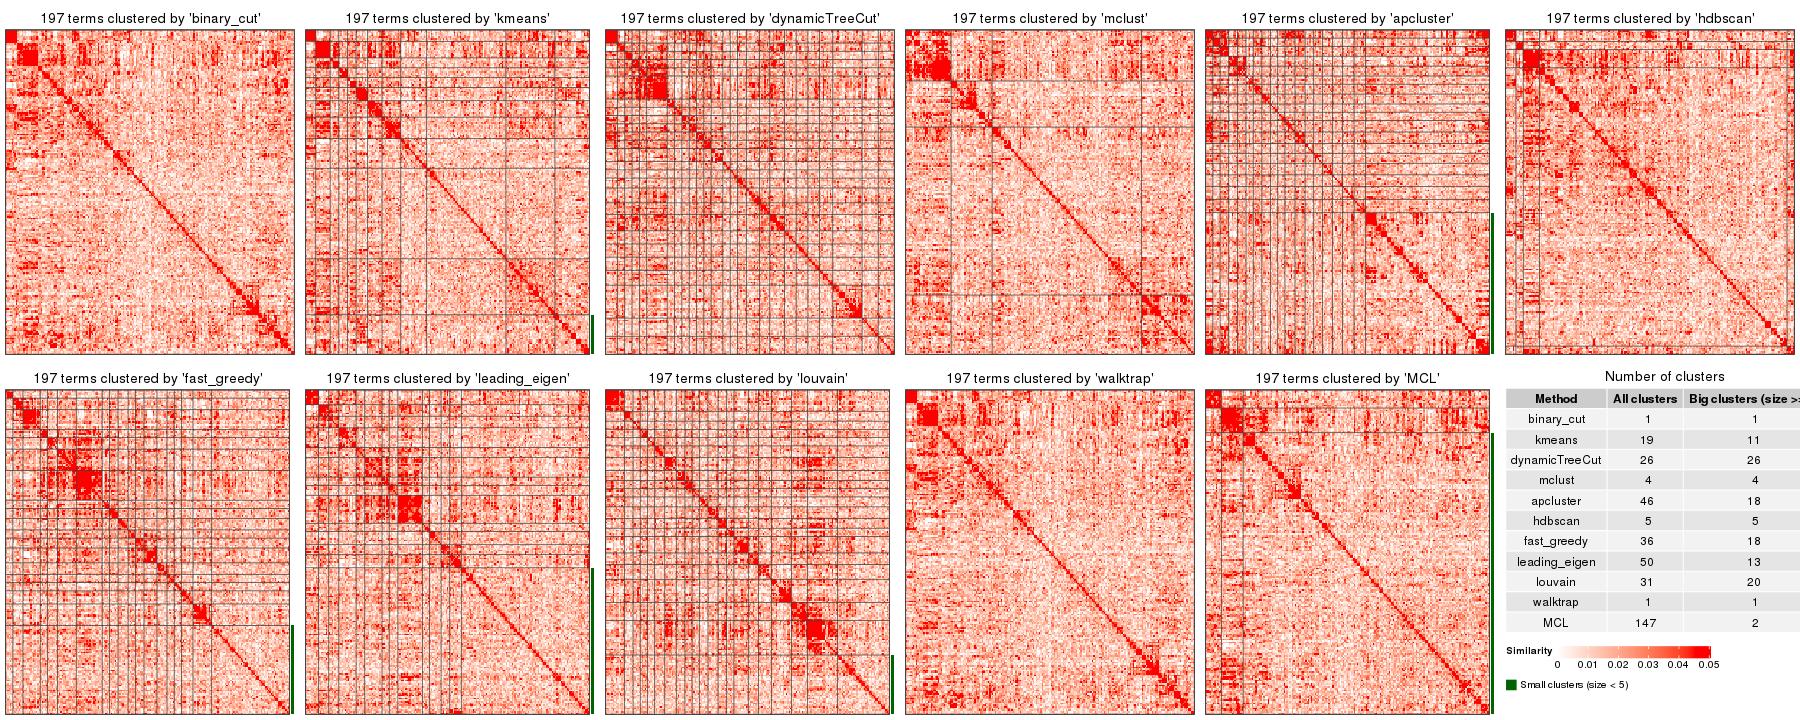 197 terms clustered by 'binary_cut'
197 terms clustered by 'kmeans'
197 terms clustered by 'dynamicTreeCut'
197 terms clustered by 'mclust'
197 terms clustered by 'apcluster'
197 terms clustered by 'hdbscan'
197 terms clustered by 'fast_greedy'
197 terms clustered by 'leading_eigen'
197 terms clustered by 'louvain'
197 terms clustered by 'walktrap'
197 terms clustered by 'MCL'
Number of clusters
Method All clusters Big clusters (size >=
binary_cut 1 1
kmeans 19 11
dynamicTreeCut 26 26
mclust 4 4
apcluster 46 18
hdbscan 5 5
fast_greedy 36 18
leading_eigen 50 13
louvain 31 20
walktrap 1 1
MCL 147 2
Similarity
0 0.01 0.02 0.03 0.04 0.05
Small clusters (size < 5)